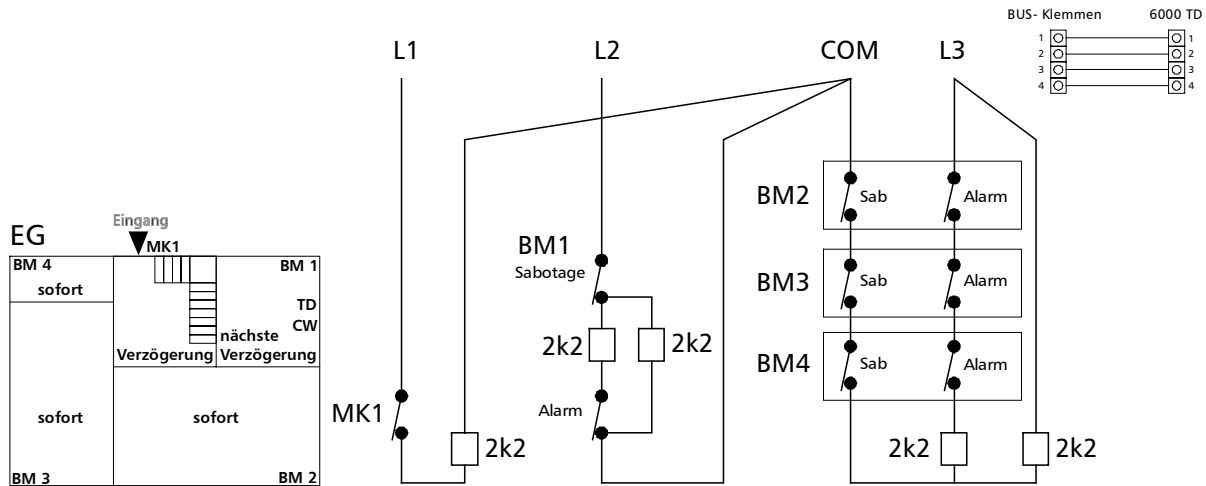 BUS- Klemmen 6000 TD
1 1
2 2
3 3
4 4
L1 L2 COM L3
BM2 Sab Alarm
Eingang
EG MK1
BM 4 BM 1
sofort
TD
CW
nächste
Verzögerung Verzögerung
sofort sofort
BM 3 BM 2
BM1
Sabotage
BM3 Sab Alarm
2k2 2k2
BM4 Sab Alarm
MK1 Alarm
2k2 2k2 2k2